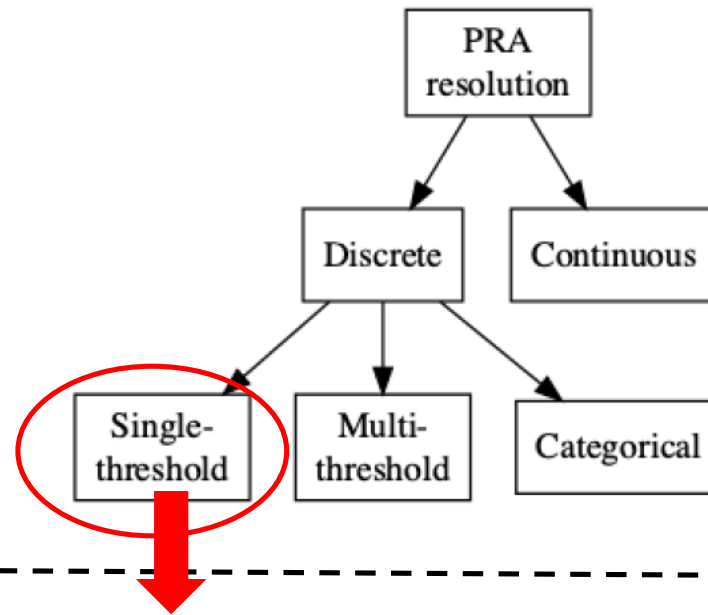 PRA
resolution
Discrete
Continuous
Single-
threshold
Multi-
threshold
Categorical